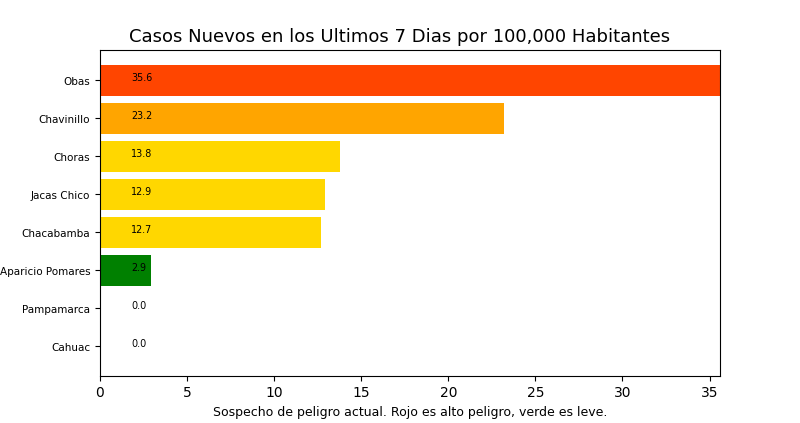 Casos Nuevos en los Ultimos 7 Dias por 100,000 Habitantes
Obas 35.6
Chavinillo 23.2
Choras 13.8
Jacas Chico 12.9
Chacabamba 12.7
Aparicio Pomares 2.9
Pampamarca 0.0
Cahuac 0.0
0 5 10 15 20 25 30 35
Sospecho de peligro actual. Rojo es alto peligro, verde es leve.